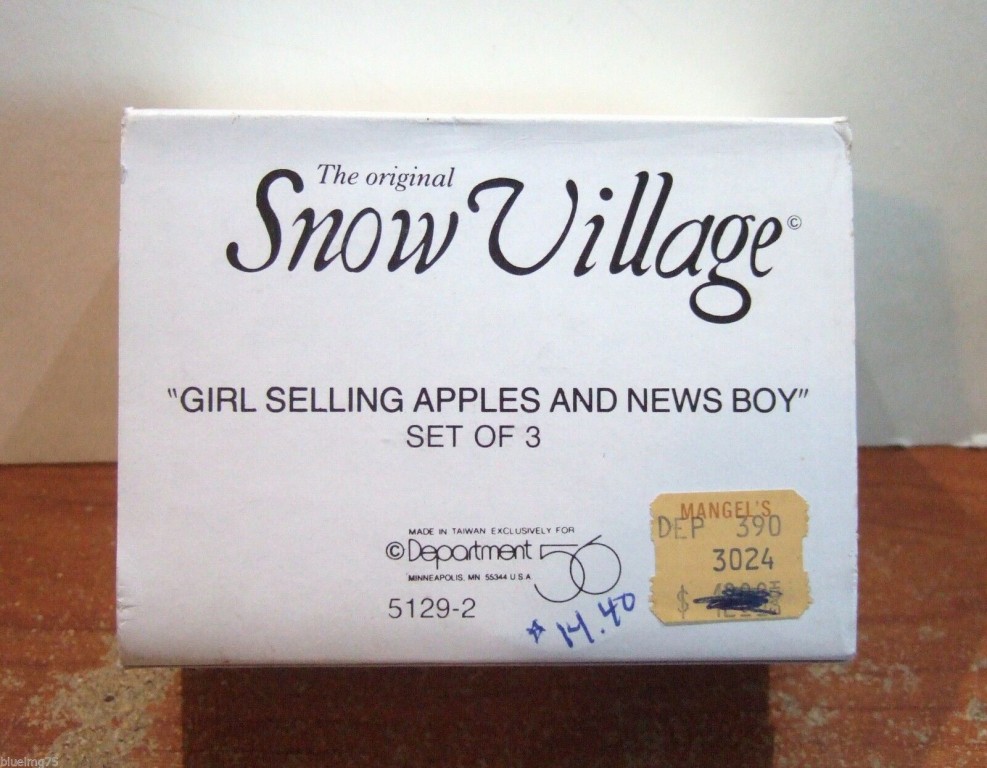 The original
Snow Village©
"GIRL SELLING APPLES AND NEWS BOY"
SET OF 3
MADE IN TAIWAN EXCLUSIVELY FOR
© Department 56
MINNEAPOLIS, MN 55344 U.S.A.
5129-2
$14.40
MANGEL'S
DEP 390
3024
$
EACH
blueimg75